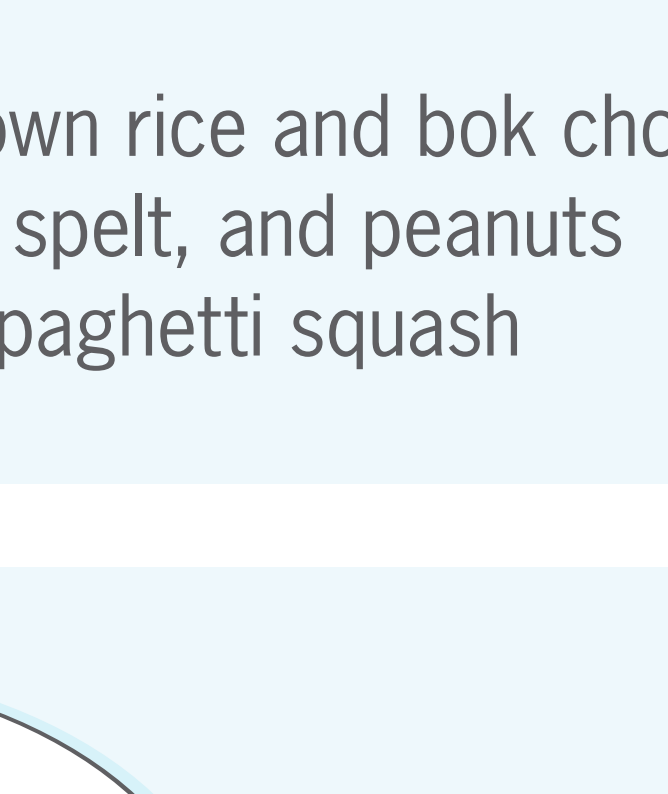 own rice and bok cho
spelt, and peanuts
paghetti squash